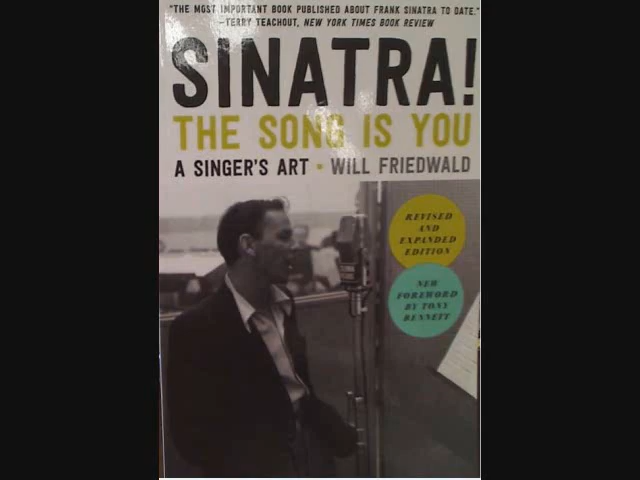 "THE MOST IMPORTANT BOOK PUBLISHED ABOUT FRANK SINATRA TO DATE."
–TERRY TEACHOUT, NEW YORK TIMES BOOK REVIEW
SINATRA!
THE SONG IS YOU
A SINGER'S ART • WILL FRIEDWALD
REVISED
AND
EXPANDED
EDITION
NEW
FOREWORD
BY TONY
BENNETT